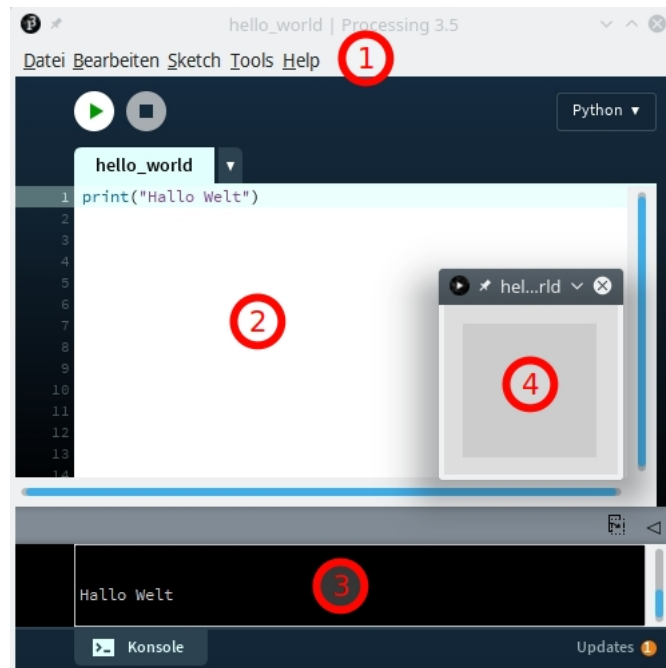 hello_world | Processing 3.5
Datei Bearbeiten Sketch Tools Help
1
Python ▼
hello_world ▼
1 print("Hallo Welt")
2
3
4
5
6
7
8
9
10
11
12
13
14
hel...rld
2
4
3
Hallo Welt
>_ Konsole
Updates 1